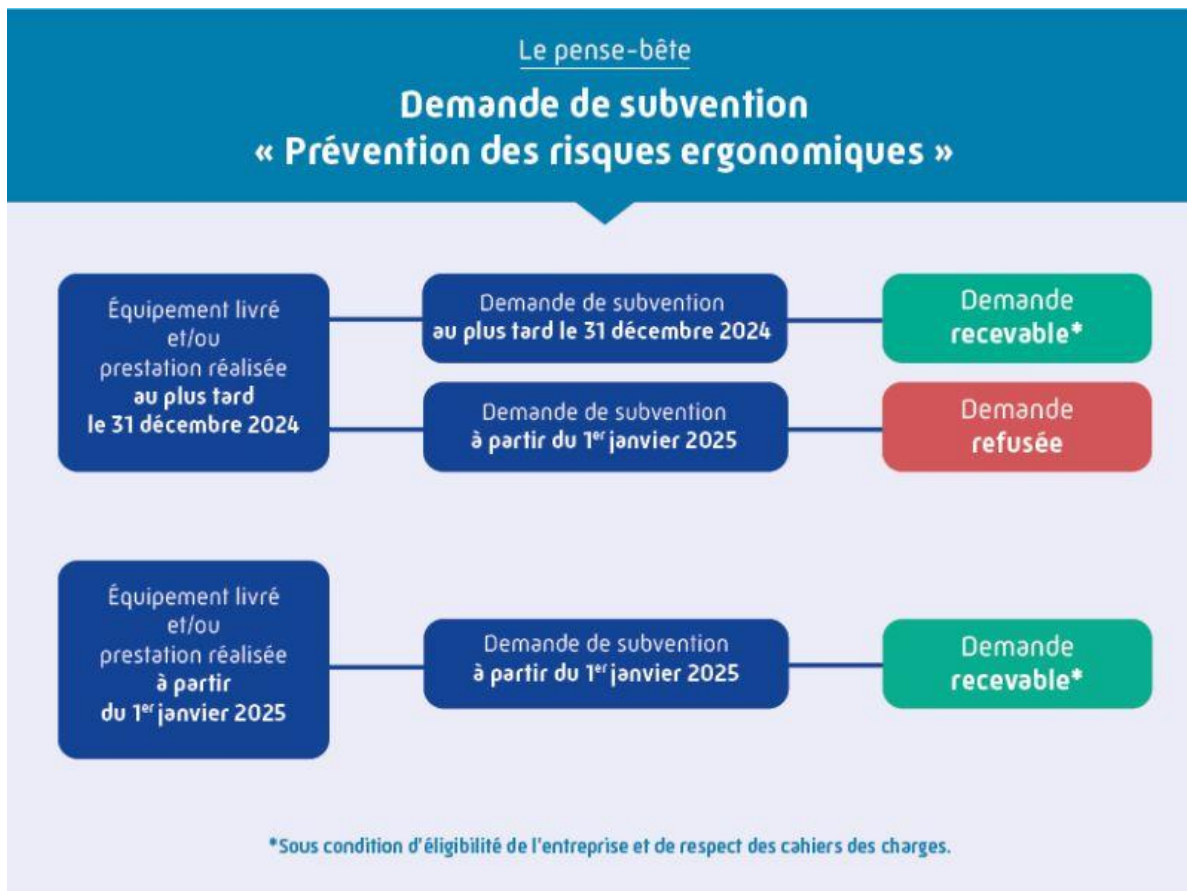 Le pense-bête
Demande de subvention
« Prévention des risques ergonomiques »
Équipement livré
et/ou
prestation réalisée
au plus tard
le 31 décembre 2024
Demande de subvention
au plus tard le 31 décembre 2024
Demande
recevable*
Demande de subvention
à partir du 1er janvier 2025
Demande
refusée
Équipement livré
et/ou
prestation réalisée
à partir
du 1er janvier 2025
Demande de subvention
à partir du 1er janvier 2025
Demande
recevable*
*Sous condition d'éligibilité de l'entreprise et de respect des cahiers des charges.